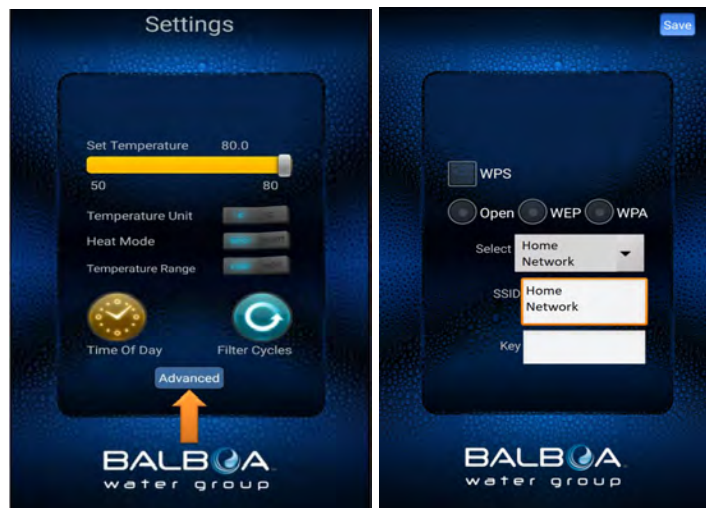 Settings
Set Temperature 80.0
50 80
Temperature Unit
Heat Mode
Temperature Range
Time Of Day Filter Cycles
Advanced
BALBOA
water group
Save
WPS
Open WEP WPA
Select Home
Network
SSID Home
Network
Key
BALBOA
water group